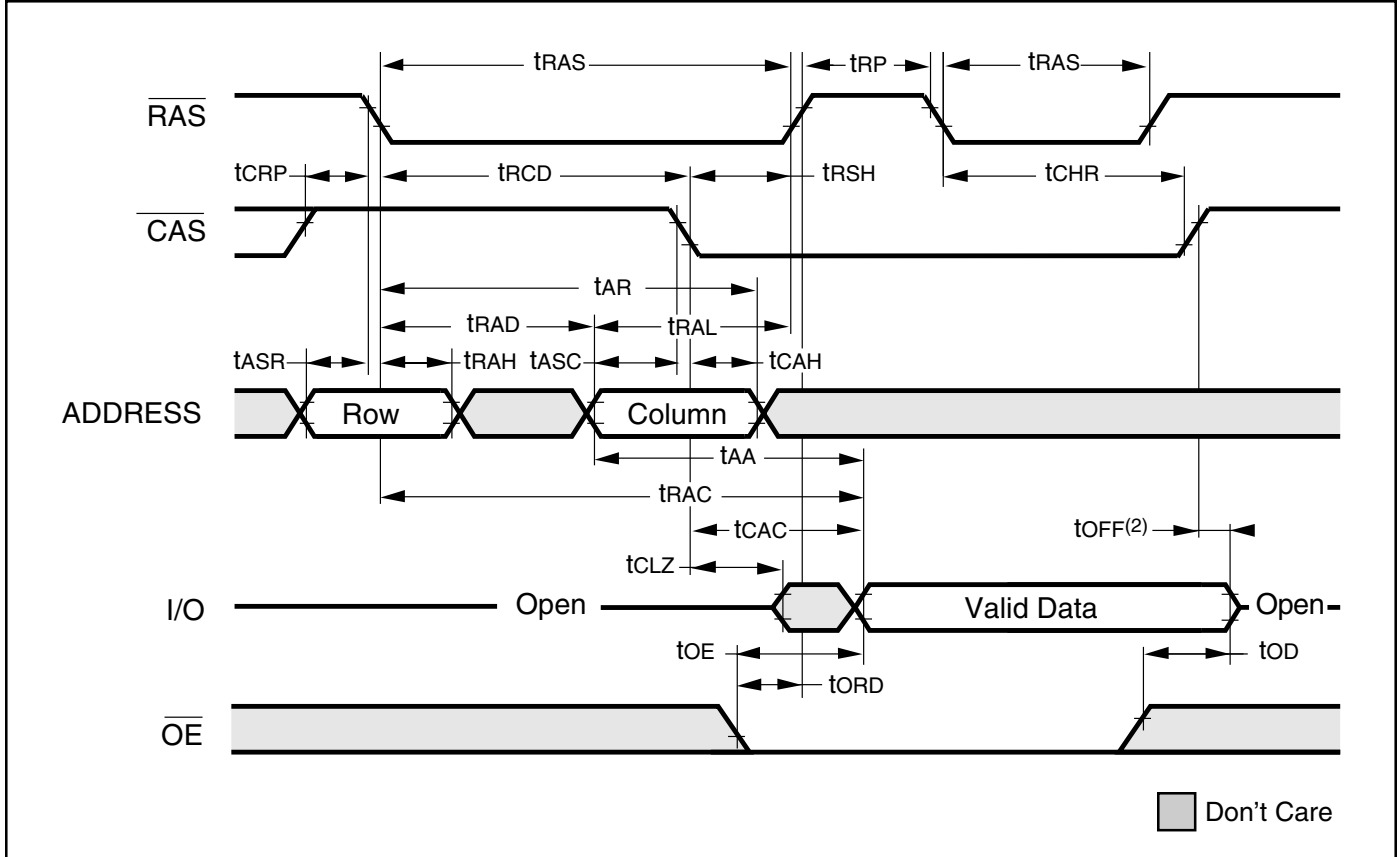 tRAS tRP tRAS
RAS
tCRP tRCD tRSH tCHR
CAS
tAR
tRAD tRAL
tASR tRAH tASC tCAH
ADDRESS Row Column
tAA
tRAC
tCAC tOFF(2)
tCLZ
I/O Open Valid Data Open
tOE tOD
tORD
OE
Don't Care